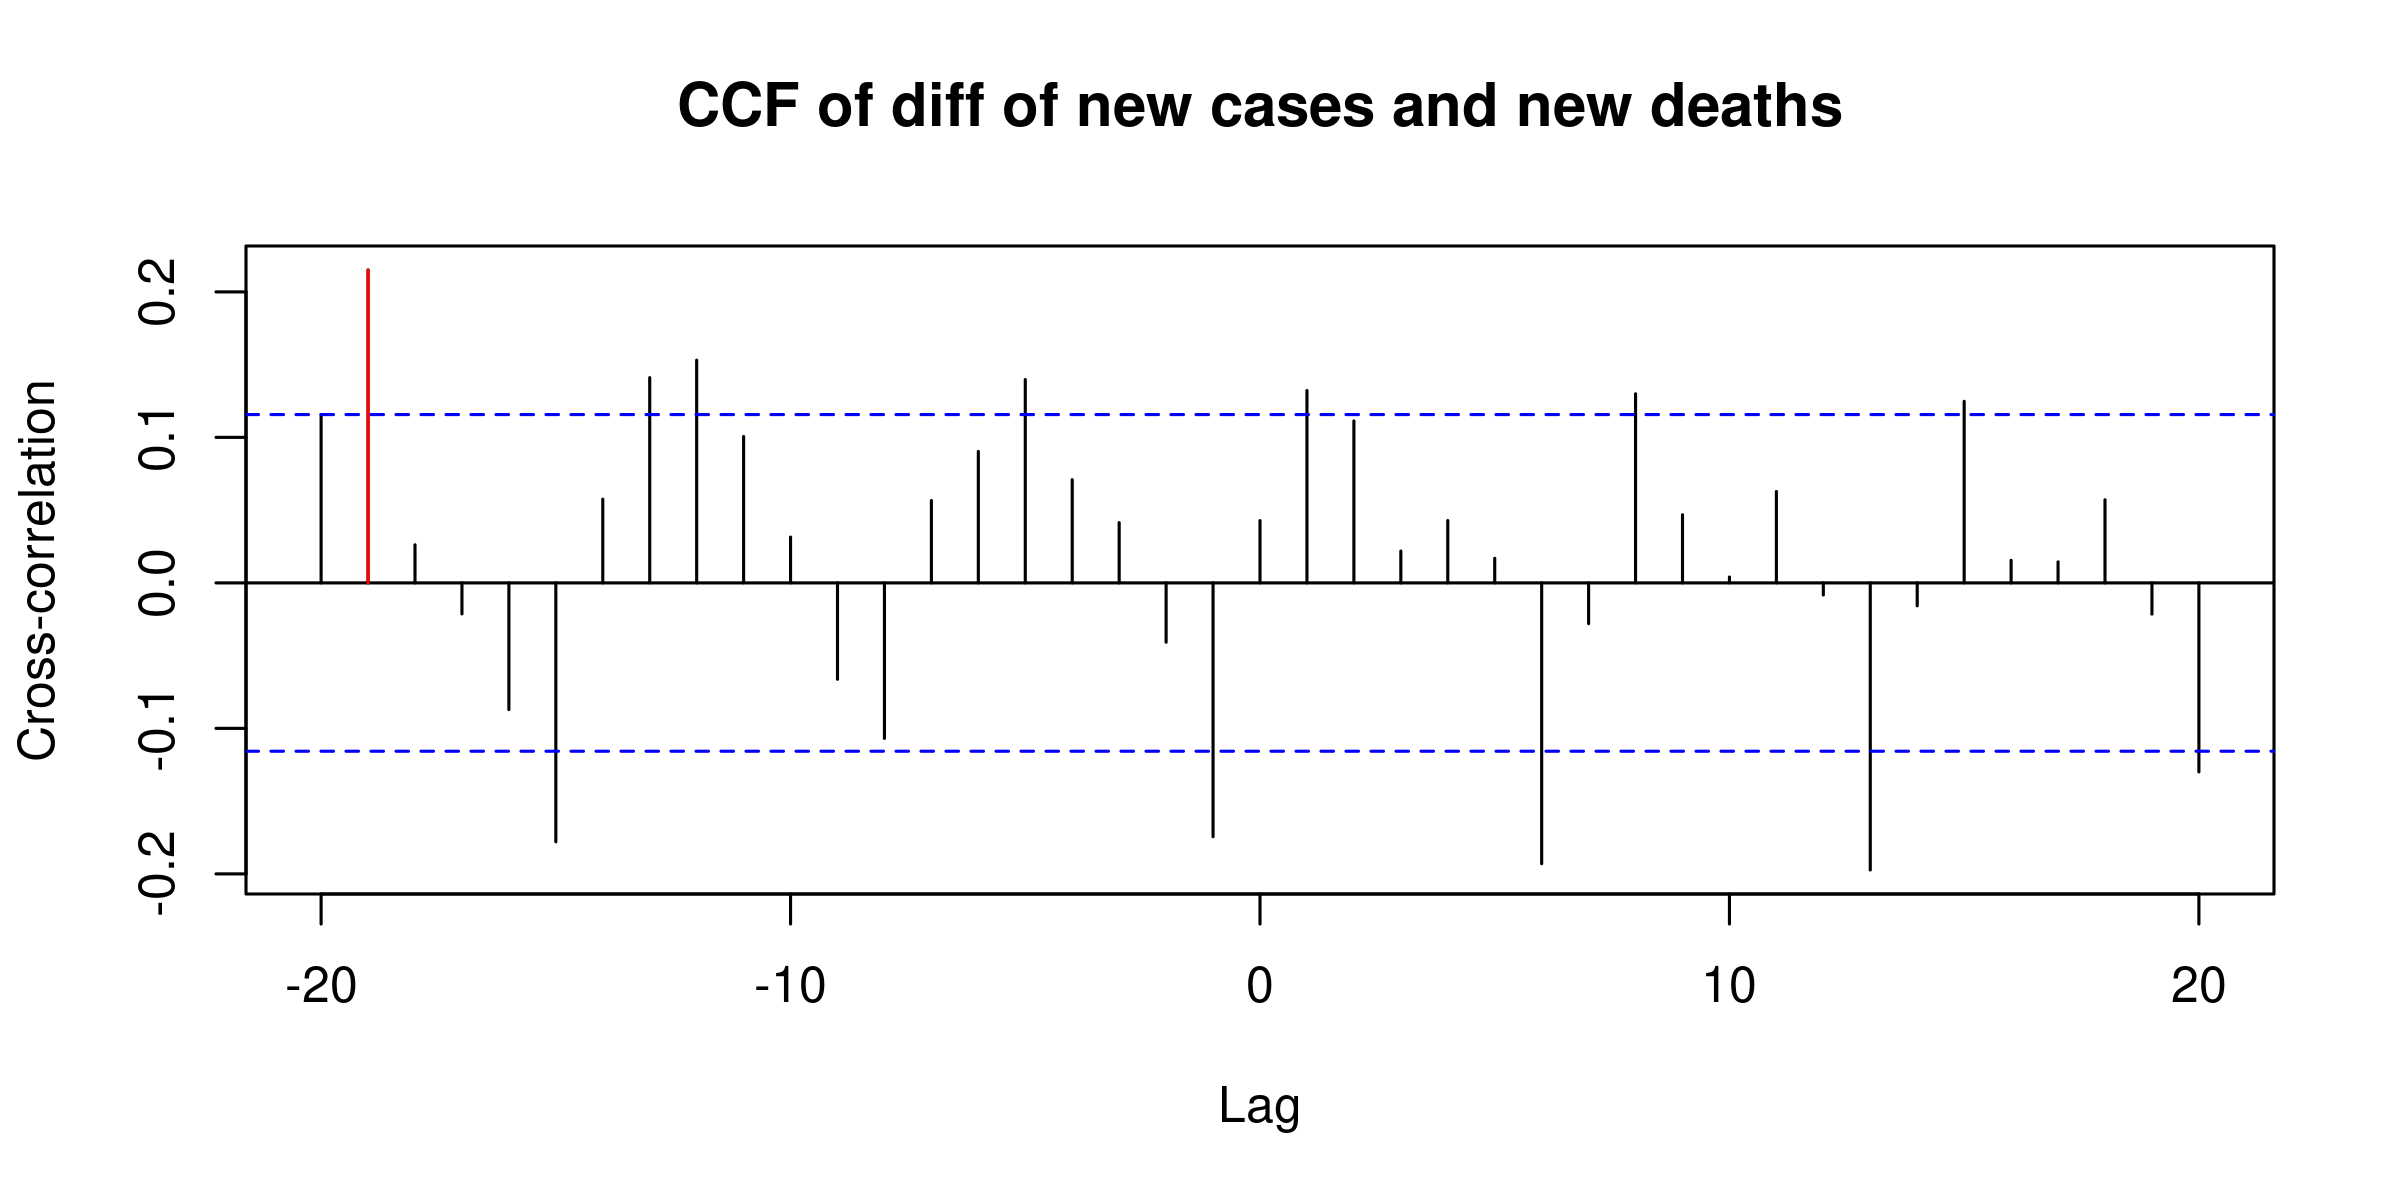 CCF of diff of new cases and new deaths
Cross-correlation
0.2
0.1
0.0
-0.1
-0.2
-20 -10 0 10 20
Lag